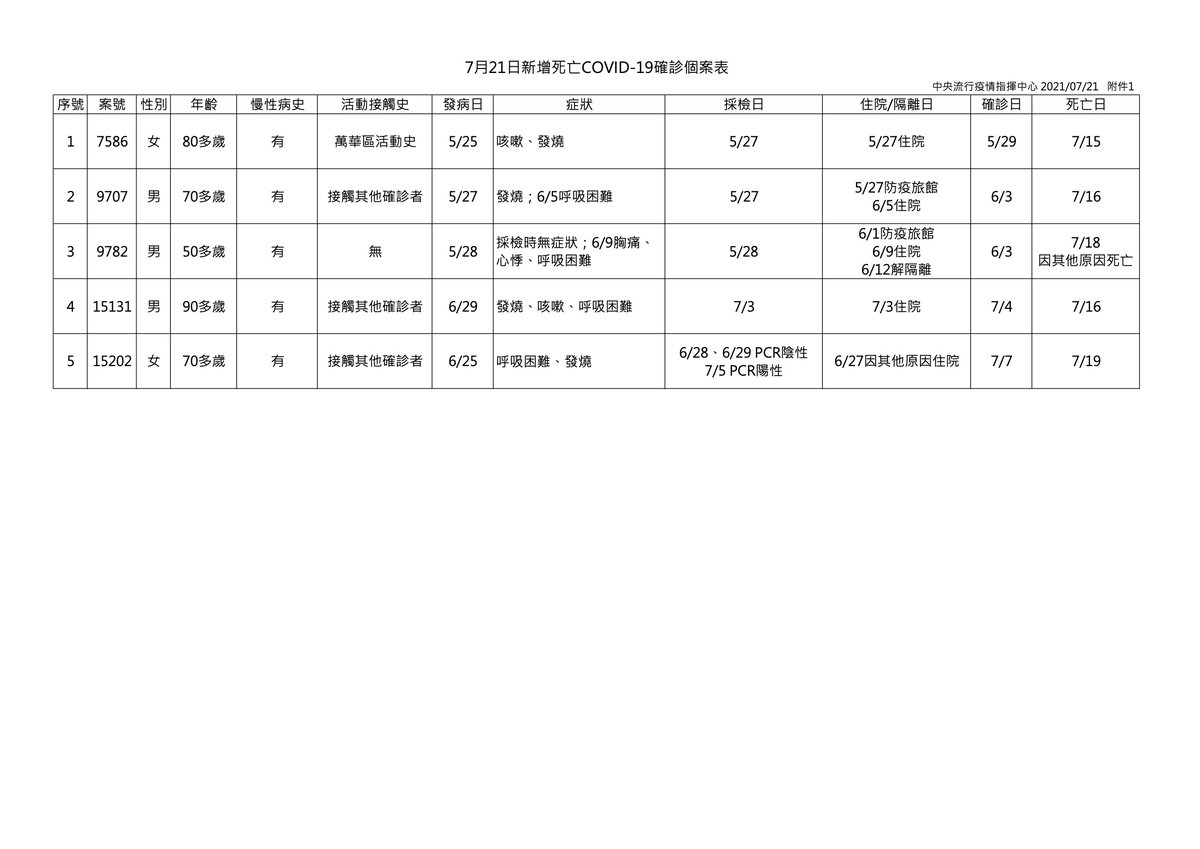 7月21日新增死亡COVID-19確診個案表
中央流行疫情指揮中心 2021/07/21 附件1
序號 案號 性別 年齡 慢性病史 活動接觸史 發病日 症狀 採檢日 住院/隔離日 確診日 死亡日
1 7586 女 80多歲 有 萬華區活動史 5/25 咳嗽、發燒 5/27 5/27住院 5/29 7/15
2 9707 男 70多歲 有 接觸其他確診者 5/27 發燒；6/5呼吸困難 5/27 5/27防疫旅館
6/5住院 6/3 7/16
3 9782 男 50多歲 有 無 5/28 採檢時無症狀；6/9胸痛、
心悸、呼吸困難 5/28 6/1防疫旅館
6/9住院
6/12解隔離 6/3 7/18
因其他原因死亡
4 15131 男 90多歲 有 接觸其他確診者 6/29 發燒、咳嗽、呼吸困難 7/3 7/3住院 7/4 7/16
5 15202 女 70多歲 有 接觸其他確診者 6/25 呼吸困難、發燒 6/28、6/29 PCR陰性
7/5 PCR陽性 6/27因其他原因住院 7/7 7/19